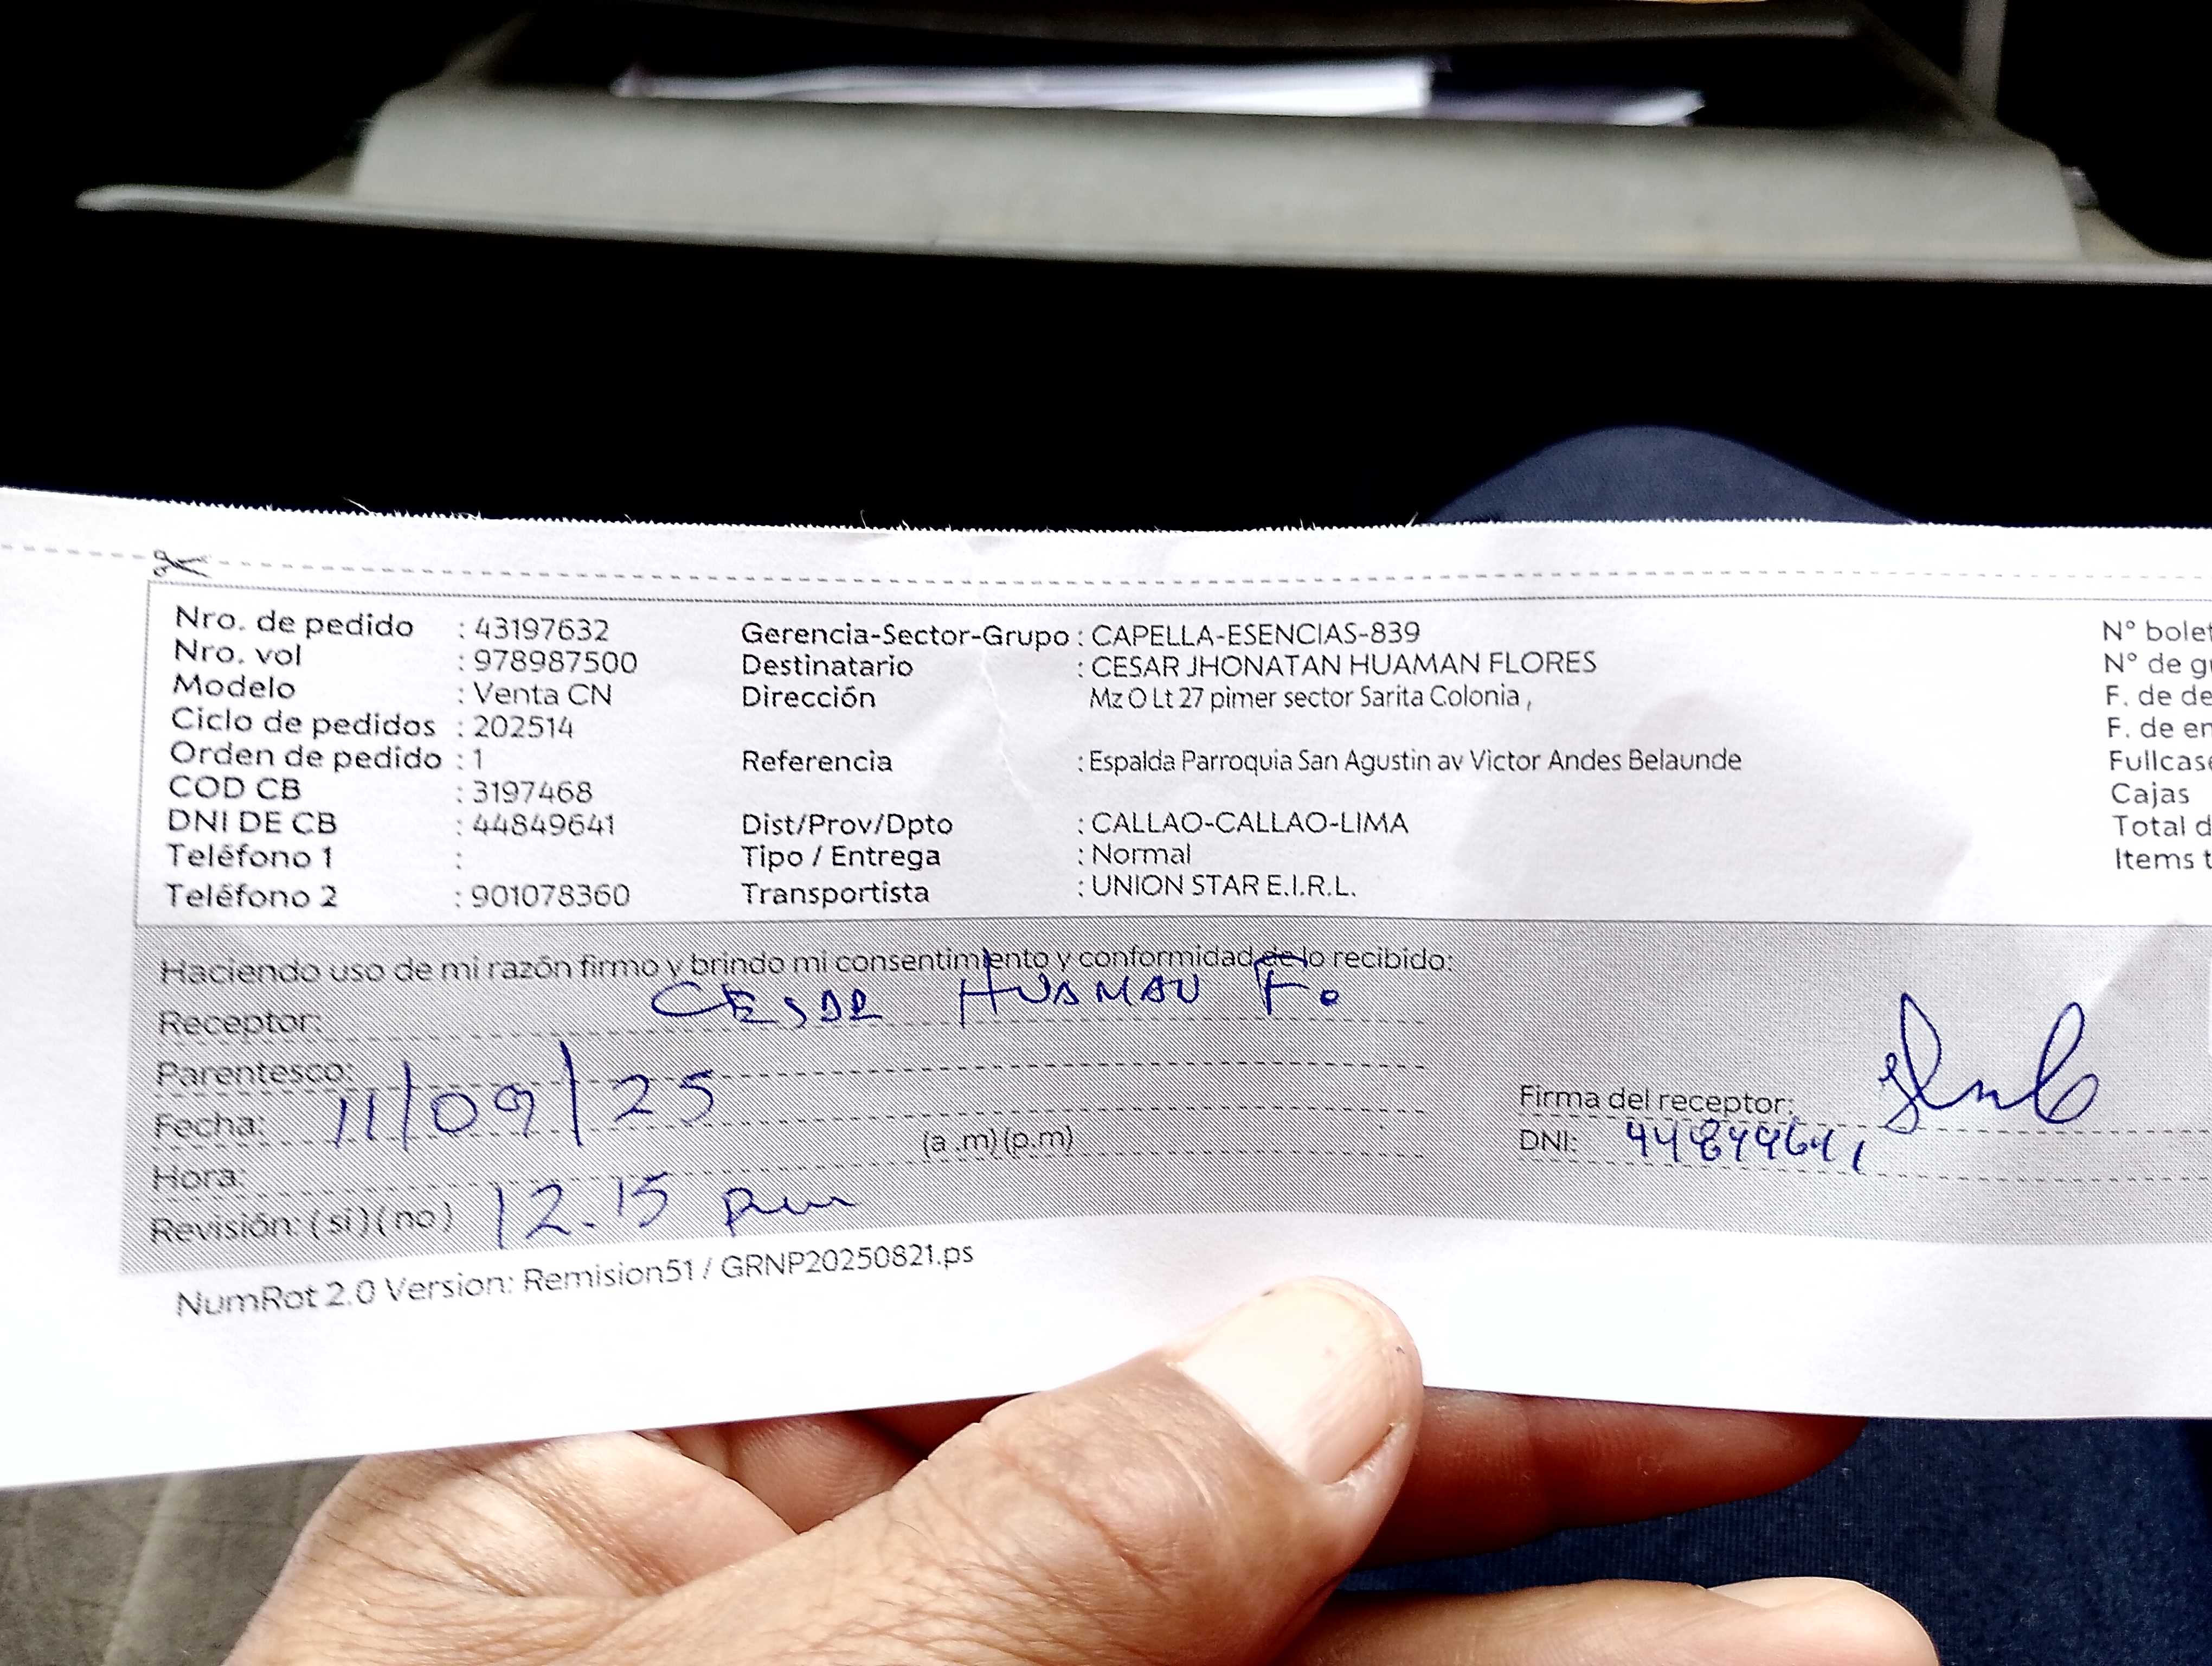 Nro. de pedido : 43197632 Gerencia-Sector-Grupo : CAPELLA-ESENCIAS-839 N° bolet
Nro. vol : 978987500 Destinatario : CESAR JHONATAN HUAMAN FLORES N° de gu
Modelo : Venta CN Dirección Mz O Lt 27 pimer sector Sarita Colonia , F. de de
Ciclo de pedidos : 202514 F. de en
Orden de pedido : 1 Referencia : Espalda Parroquia San Agustin av Victor Andes Belaunde Fullcase
COD CB : 3197468 Cajas
DNI DE CB : 44849641 Dist/Prov/Dpto : CALLAO-CALLAO-LIMA Total d
Teléfono 1 : Tipo / Entrega : Normal Items t
Teléfono 2 : 901078360 Transportista : UNION STAR E.I.R.L.
Haciendo uso de mi razón firmo y brindo mi consentimiento y conformidad de lo recibido:
Receptor: CESAR HUAMAN F.
Parentesco:
Fecha: 11/09/25 Firma del receptor:
(a .m) (p.m) DNI: 44849641
Hora: 12.15 pm
Revisión: (si) (no)
NumRot 2.0 Version: Remision51 / GRNP20250821.ps